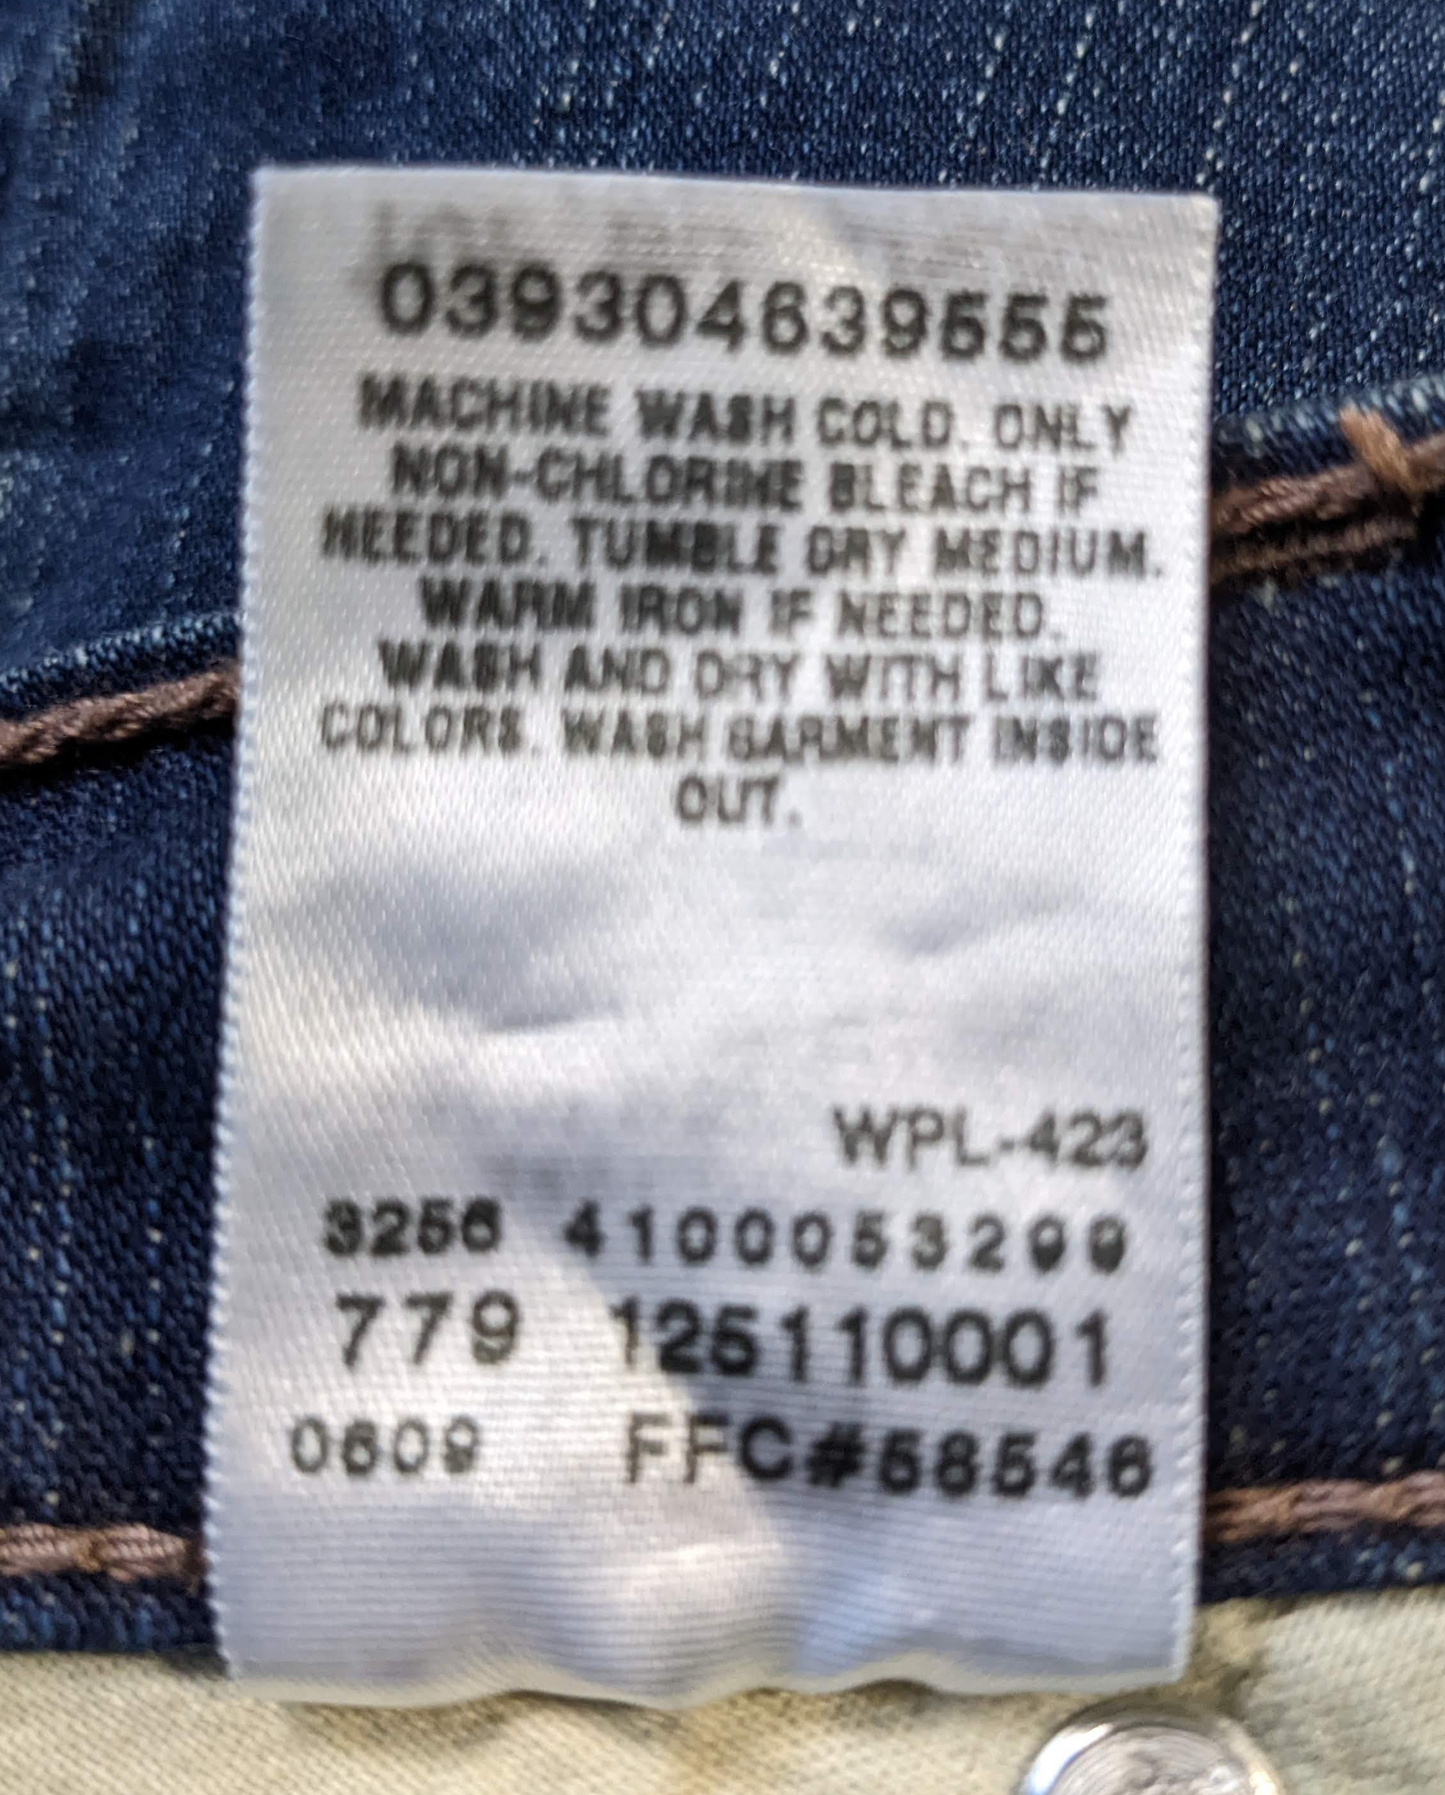 039304639555
MACHINE WASH COLD. ONLY
NON-CHLORINE BLEACH IF
NEEDED. TUMBLE DRY MEDIUM.
WARM IRON IF NEEDED.
WASH AND DRY WITH LIKE
COLORS. WASH GARMENT INSIDE
OUT.
WPL-423
3256 4100053299
779 125110001
0609 FFC#58546